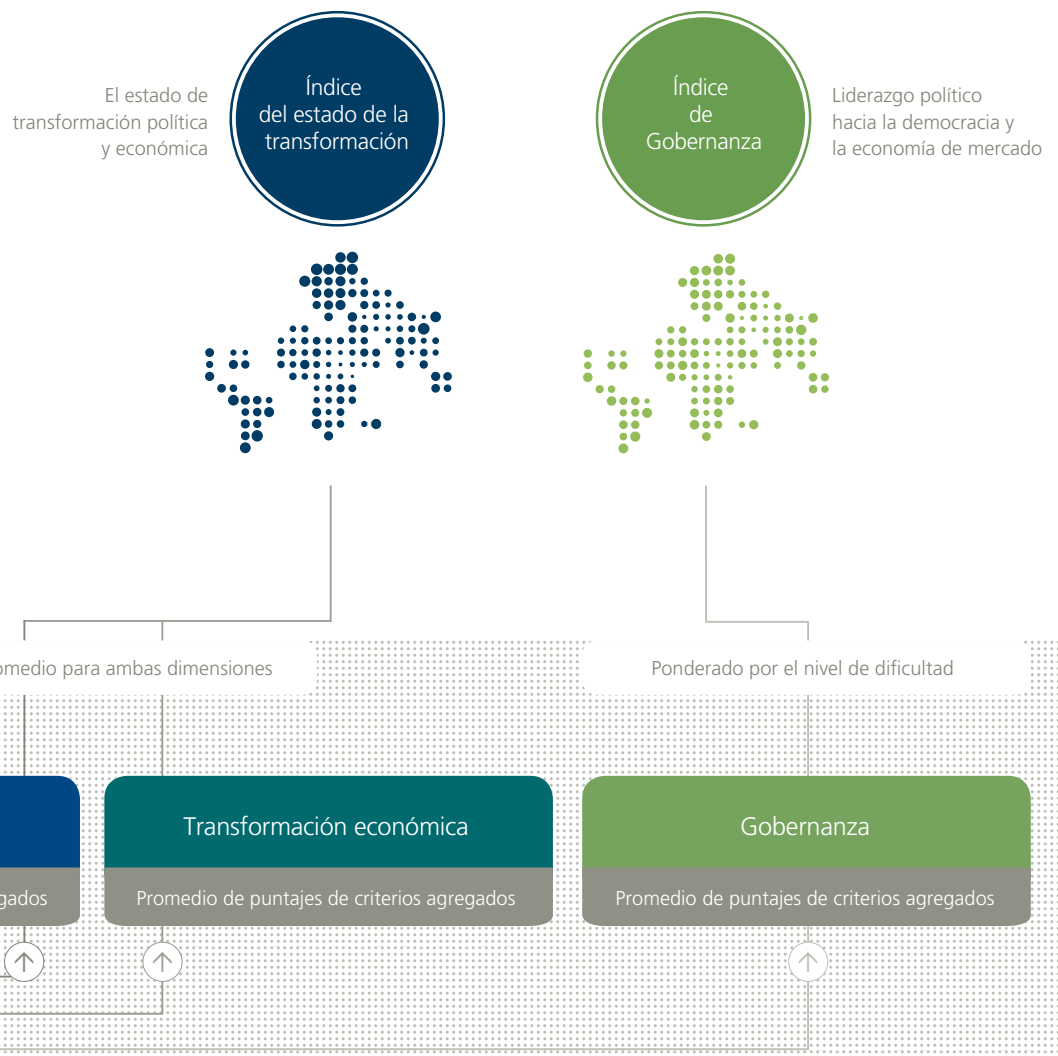 El estado de
transformación política
y económica
Índice
del estado de la
transformación
Índice
de
Gobernanza
Liderazgo político
hacia la democracia y
la economía de mercado
omedio para ambas dimensiones
Ponderado por el nivel de dificultad
Transformación económica
Gobernanza
gados
Promedio de puntajes de criterios agregados
Promedio de puntajes de criterios agregados